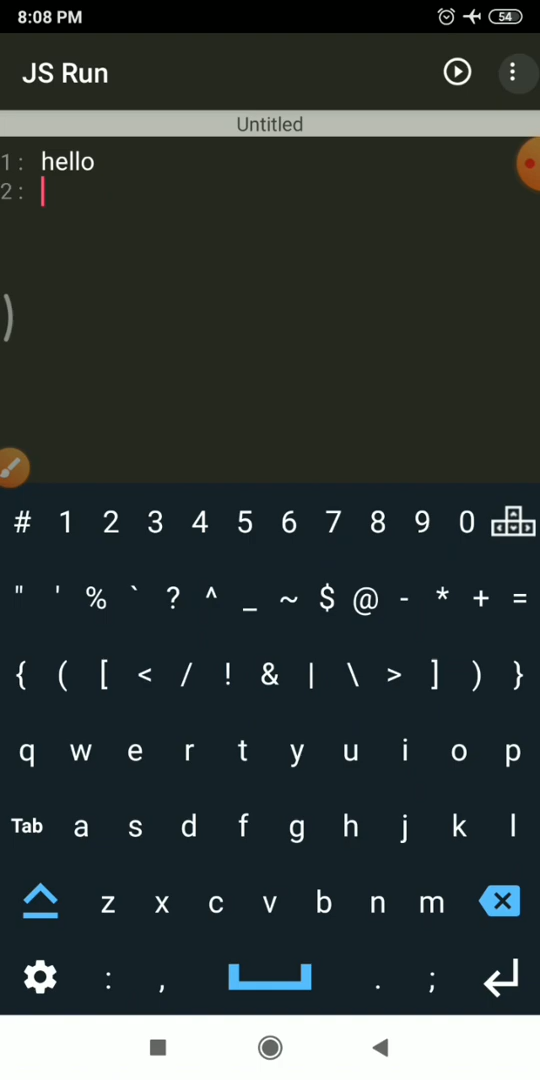 8:08 PM 54
JS Run
Untitled
1: hello
2:
# 1 2 3 4 5 6 7 8 9 0
" ' % ` ? ^ _ ~ $ @ - * + =
{ ( [ < / ! & | \ > ] ) }
q w e r t y u i o p
Tab a s d f g h j k l
z x c v b n m
: , . ;